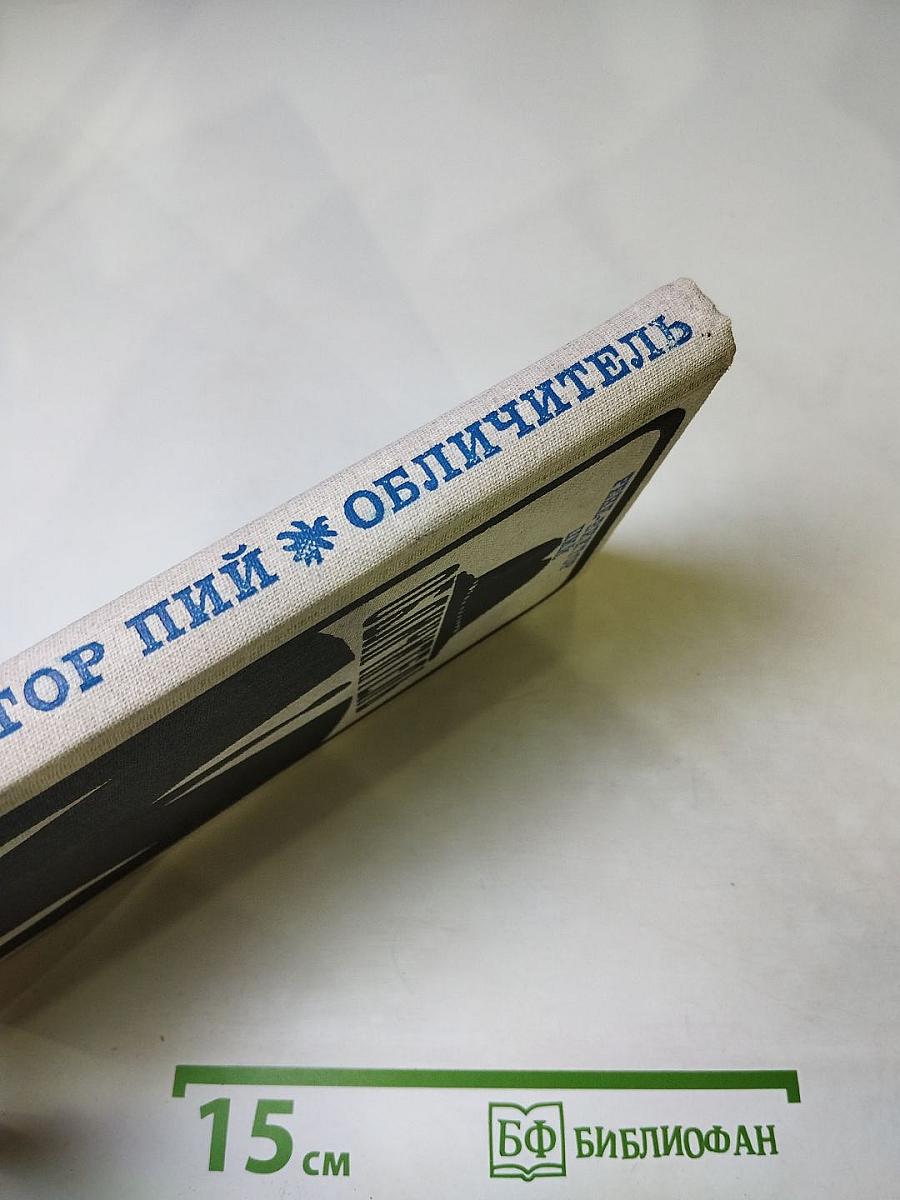 ТОР ПИЙ ОБЛИЧИТЕЛЬ
15 см
БФ БИБЛИОФАН